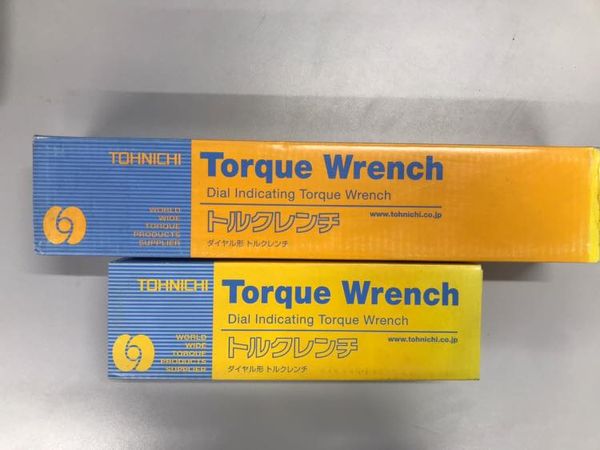 TOHNICHI
Torque Wrench
Dial Indicating Torque Wrench
トルクレンチ
www.tohnichi.co.jp
ダイヤル形 トルクレンチ
WORLD
WIDE
TORQUE
PRODUCTS
SUPPLIER
TOHNICHI
Torque Wrench
Dial Indicating Torque Wrench
トルクレンチ
www.tohnichi.co.jp
ダイヤル形 トルクレンチ
WORLD
WIDE
TORQUE
PRODUCTS
SUPPLIER